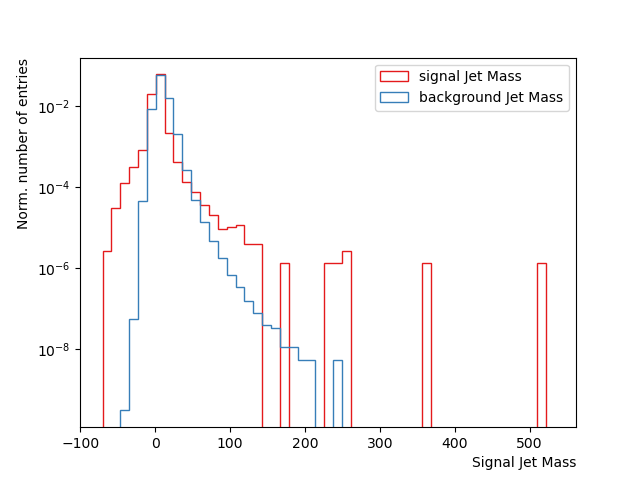 signal Jet Mass
background Jet Mass
Norm. number of entries
10⁻²
10⁻⁴
10⁻⁶
10⁻⁸
−100 0 100 200 300 400 500
Signal Jet Mass